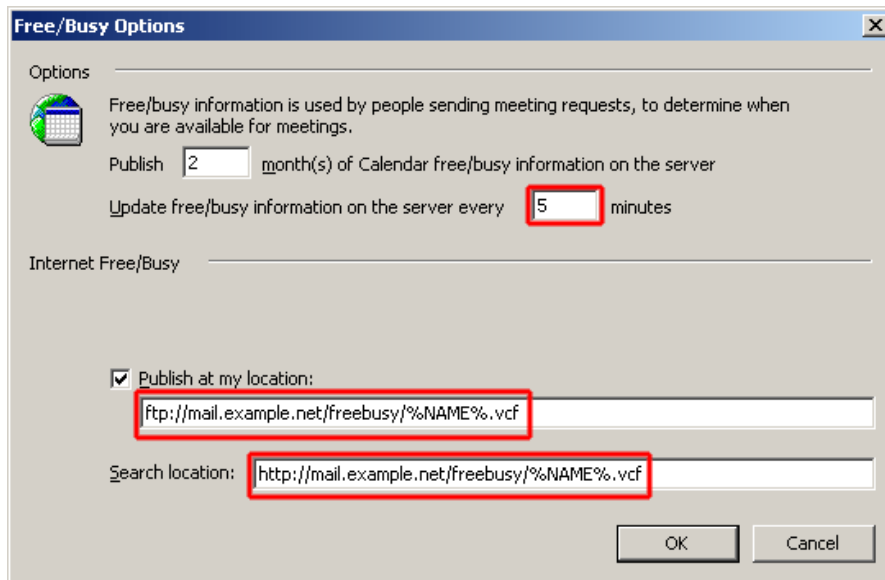 Free/Busy Options
Options
Free/busy information is used by people sending meeting requests, to determine when
you are available for meetings.
Publish 2 month(s) of Calendar free/busy information on the server
Update free/busy information on the server every 5 minutes
Internet Free/Busy
Publish at my location:
ftp://mail.example.net/freebusy/%NAME%.vcf
Search location: http://mail.example.net/freebusy/%NAME%.vcf
OK Cancel